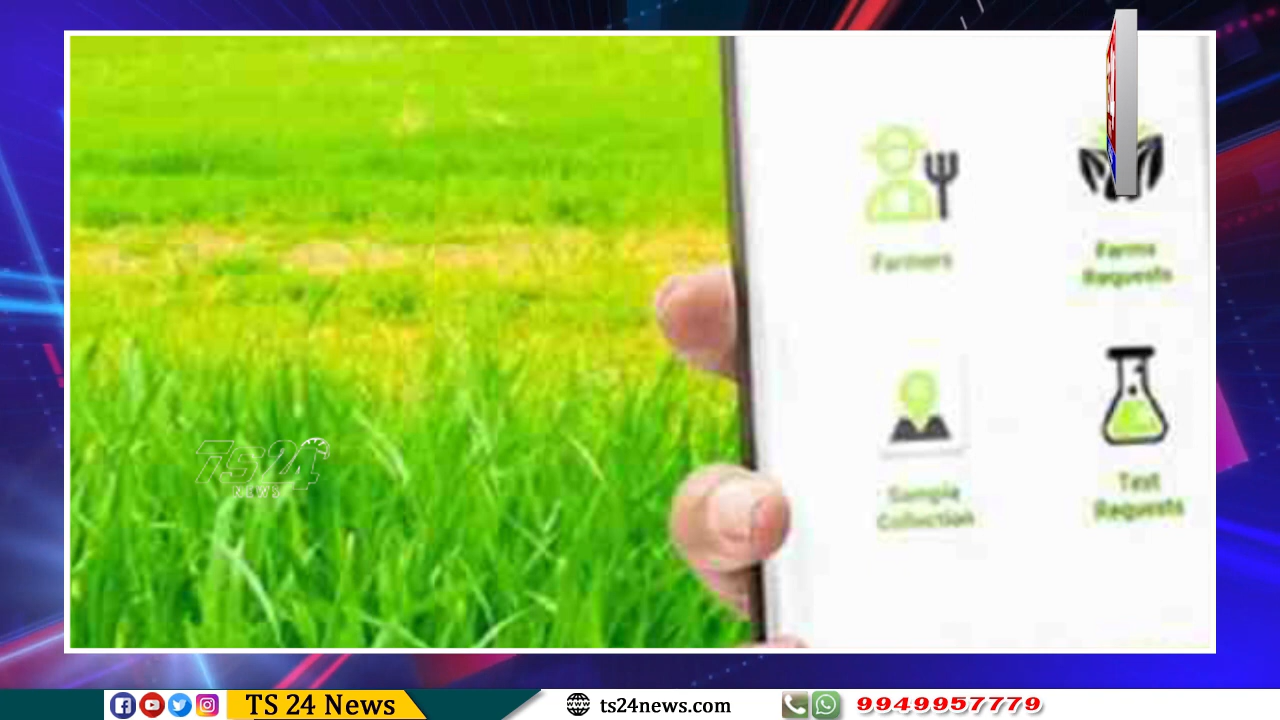 Farmers
Farms
Requests
Sample
Collection
Test
Requests
TS24
NEWS
TS 24 News
ts24news.com
9949957779